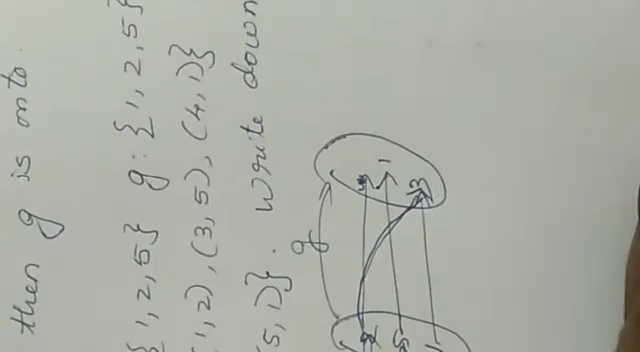 then g is onto.
{1, 2, 5} g : {1, 2, 5}
1, 2), (3, 5), (4, 1)}
(5, 1)}. Write down
g
1
3
2
5
1